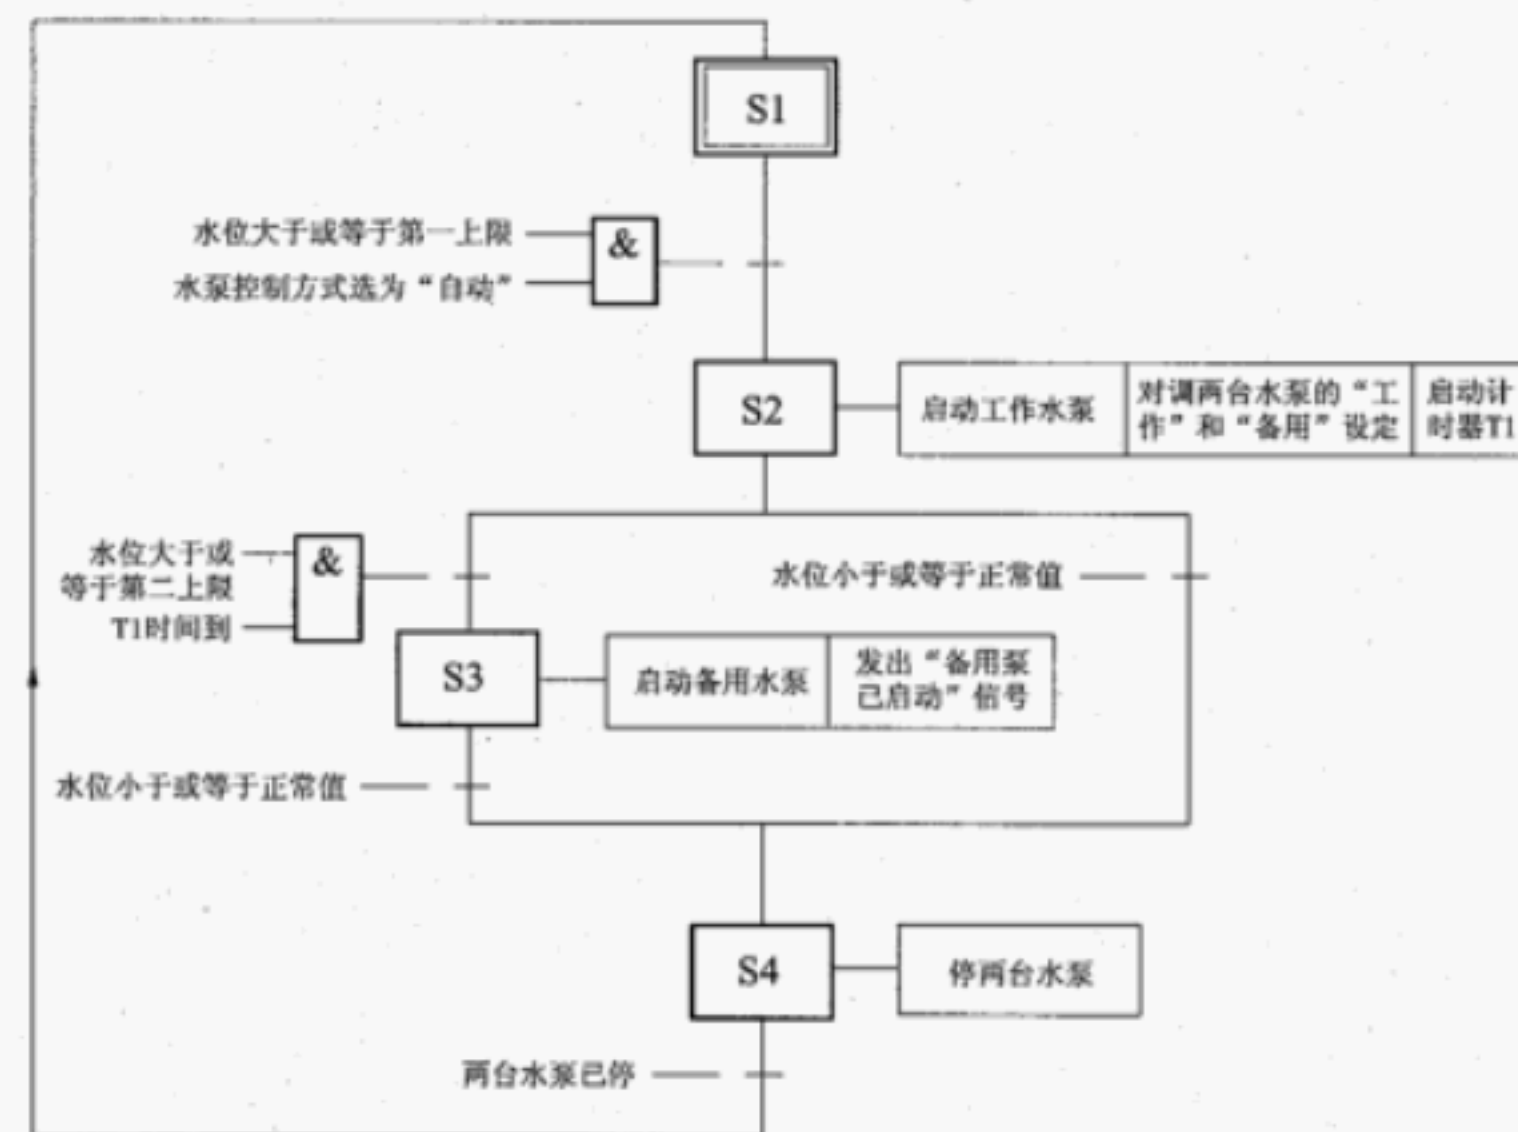 S1
水位大于或等于第一上限
&
水泵控制方式选为“自动”
S2
启动工作水泵
对调两台水泵的“工
作”和“备用”设定
启动计
时器T1
水位大于或
等于第二上限
&
T1时间到
水位小于或等于正常值
S3
启动备用水泵
发出“备用泵
已启动”信号
水位小于或等于正常值
S4
停两台水泵
两台水泵已停